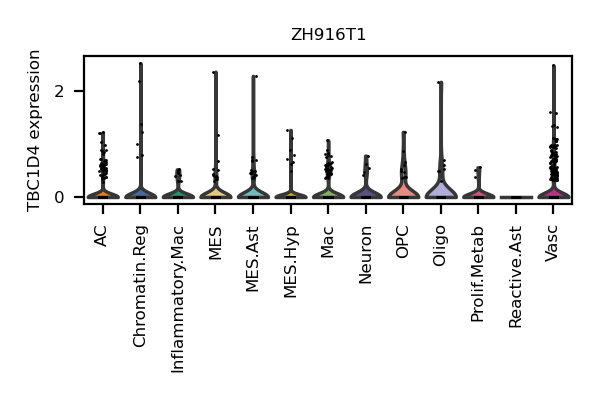 ZH916T1
TBC1D4 expression
2
0
AC
Chromatin.Reg
Inflammatory.Mac
MES
MES.Ast
MES.Hyp
Mac
Neuron
OPC
Oligo
Prolif.Metab
Reactive.Ast
Vasc